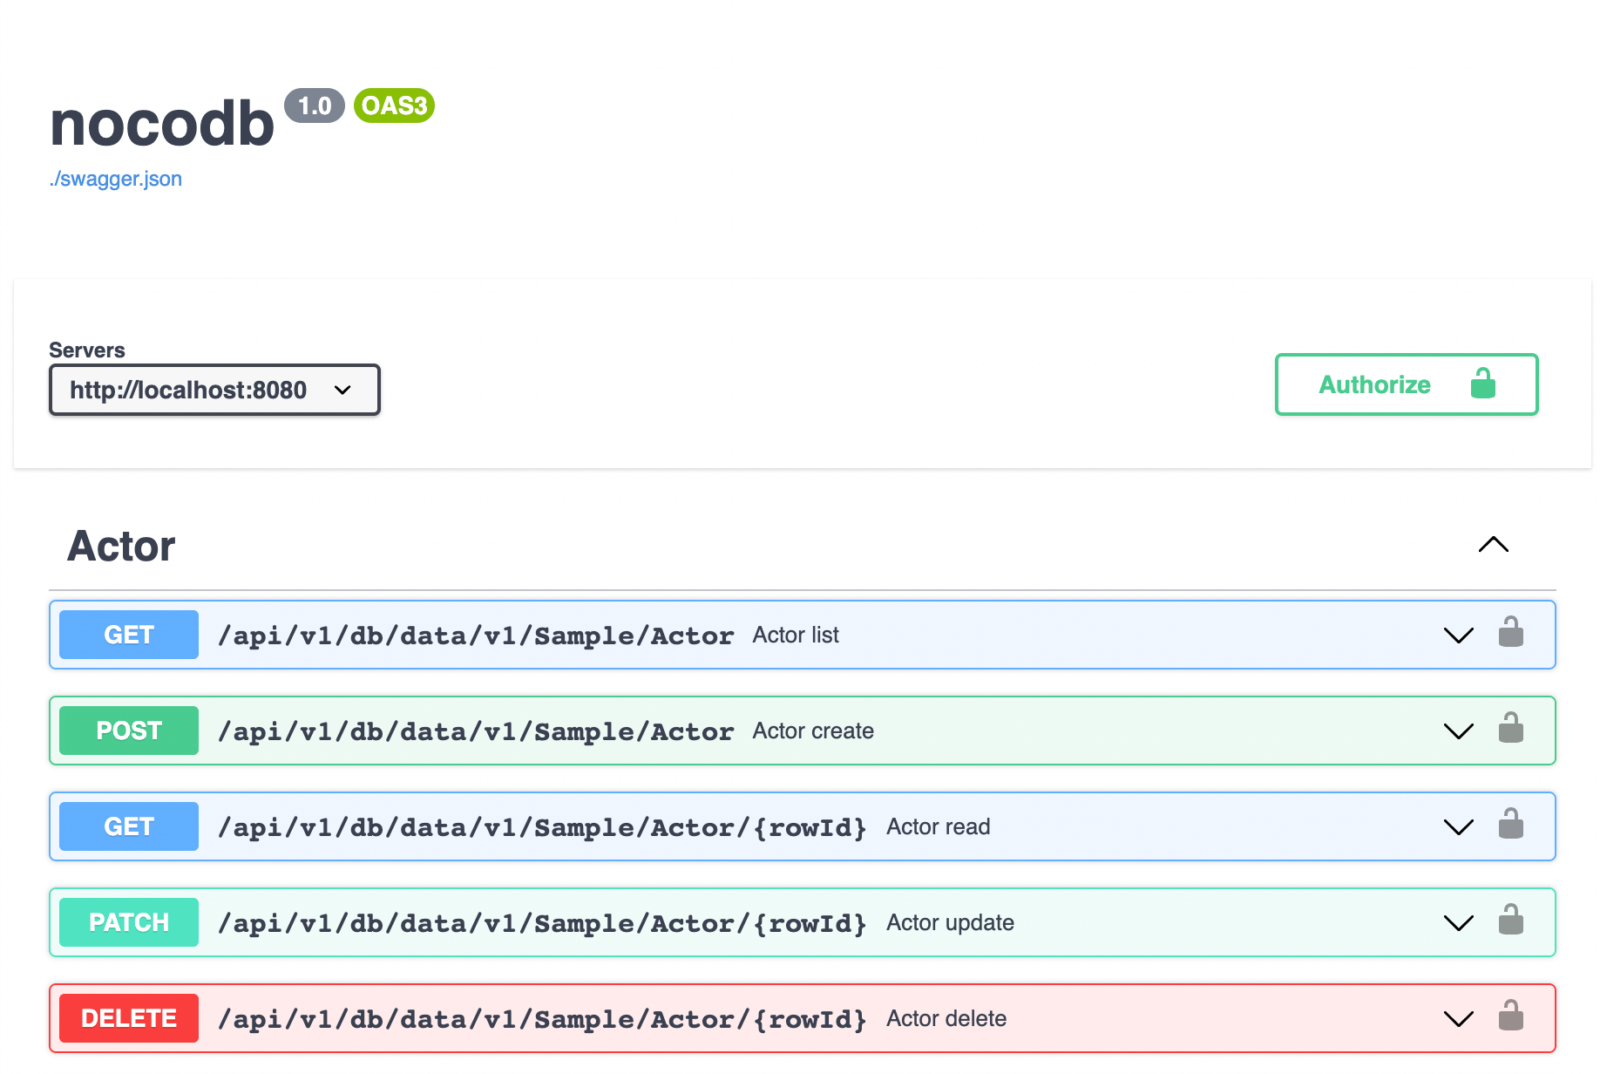 nocodb 1.0 OAS3
./swagger.json
Servers
http://localhost:8080
Authorize
Actor
GET /api/v1/db/data/v1/Sample/Actor Actor list
POST /api/v1/db/data/v1/Sample/Actor Actor create
GET /api/v1/db/data/v1/Sample/Actor/{rowId} Actor read
PATCH /api/v1/db/data/v1/Sample/Actor/{rowId} Actor update
DELETE /api/v1/db/data/v1/Sample/Actor/{rowId} Actor delete